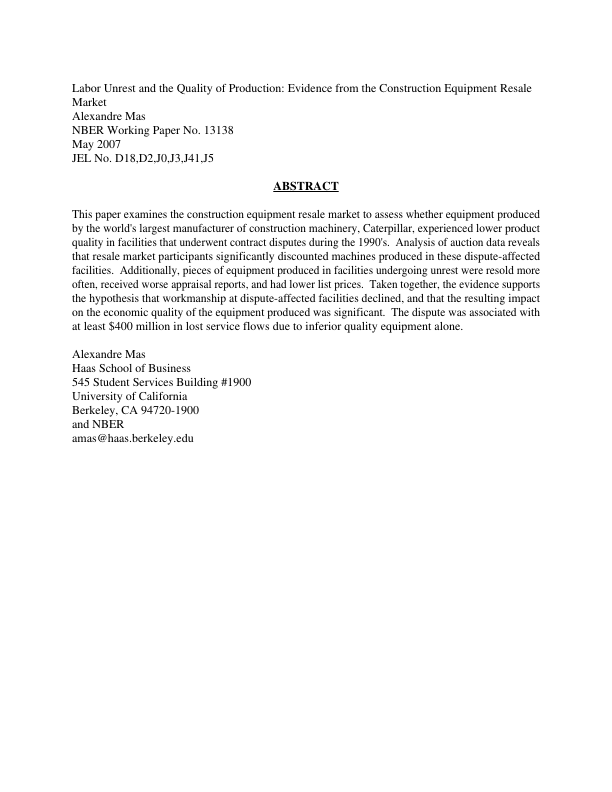 Labor Unrest and the Quality of Production: Evidence from the Construction Equipment Resale
Market
Alexandre Mas
NBER Working Paper No. 13138
May 2007
JEL No. D18,D2,J0,J3,J41,J5
ABSTRACT
This paper examines the construction equipment resale market to assess whether equipment produced
by the world's largest manufacturer of construction machinery, Caterpillar, experienced lower product
quality in facilities that underwent contract disputes during the 1990's.  Analysis of auction data reveals
that resale market participants significantly discounted machines produced in these dispute-affected
facilities.  Additionally, pieces of equipment produced in facilities undergoing unrest were resold more
often, received worse appraisal reports, and had lower list prices.  Taken together, the evidence supports
the hypothesis that workmanship at dispute-affected facilities declined, and that the resulting impact
on the economic quality of the equipment produced was significant.  The dispute was associated with
at least $400 million in lost service flows due to inferior quality equipment alone.
Alexandre Mas
Haas School of Business
545 Student Services Building #1900
University of California
Berkeley, CA 94720-1900
and NBER
amas@haas.berkeley.edu